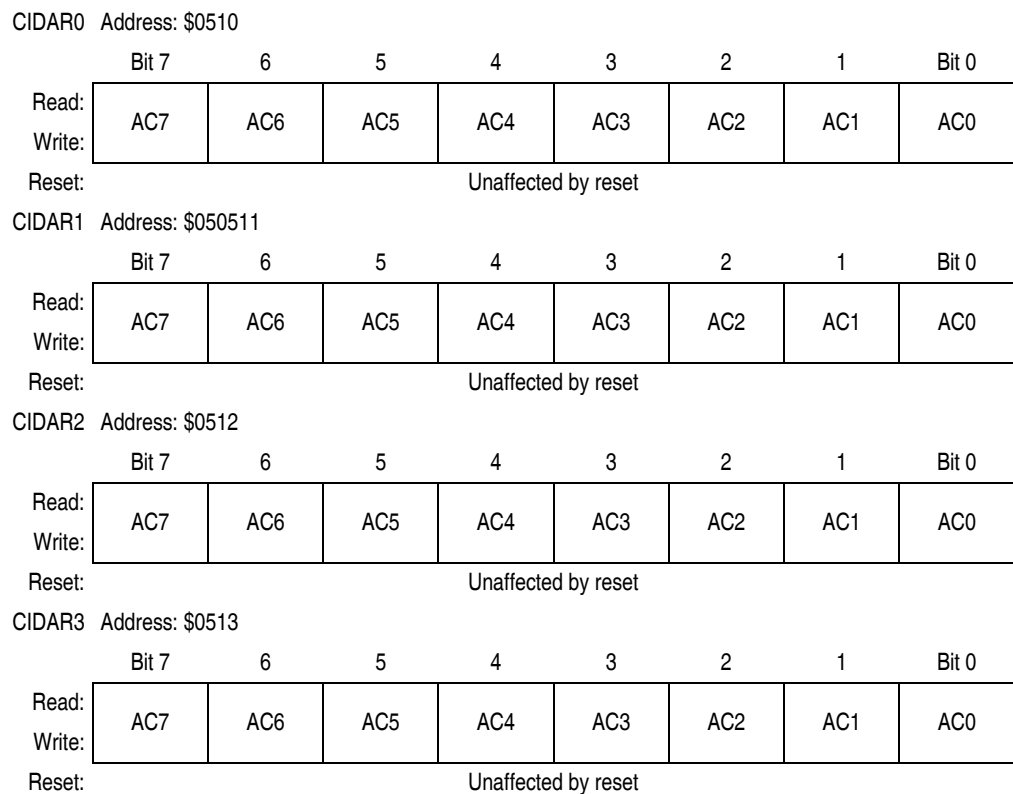 CIDAR0 Address: $0510
Bit 7 6 5 4 3 2 1 Bit 0
Read:
AC7 AC6 AC5 AC4 AC3 AC2 AC1 AC0
Write:
Reset: Unaffected by reset
CIDAR1 Address: $050511
Bit 7 6 5 4 3 2 1 Bit 0
Read:
AC7 AC6 AC5 AC4 AC3 AC2 AC1 AC0
Write:
Reset: Unaffected by reset
CIDAR2 Address: $0512
Bit 7 6 5 4 3 2 1 Bit 0
Read:
AC7 AC6 AC5 AC4 AC3 AC2 AC1 AC0
Write:
Reset: Unaffected by reset
CIDAR3 Address: $0513
Bit 7 6 5 4 3 2 1 Bit 0
Read:
AC7 AC6 AC5 AC4 AC3 AC2 AC1 AC0
Write:
Reset: Unaffected by reset